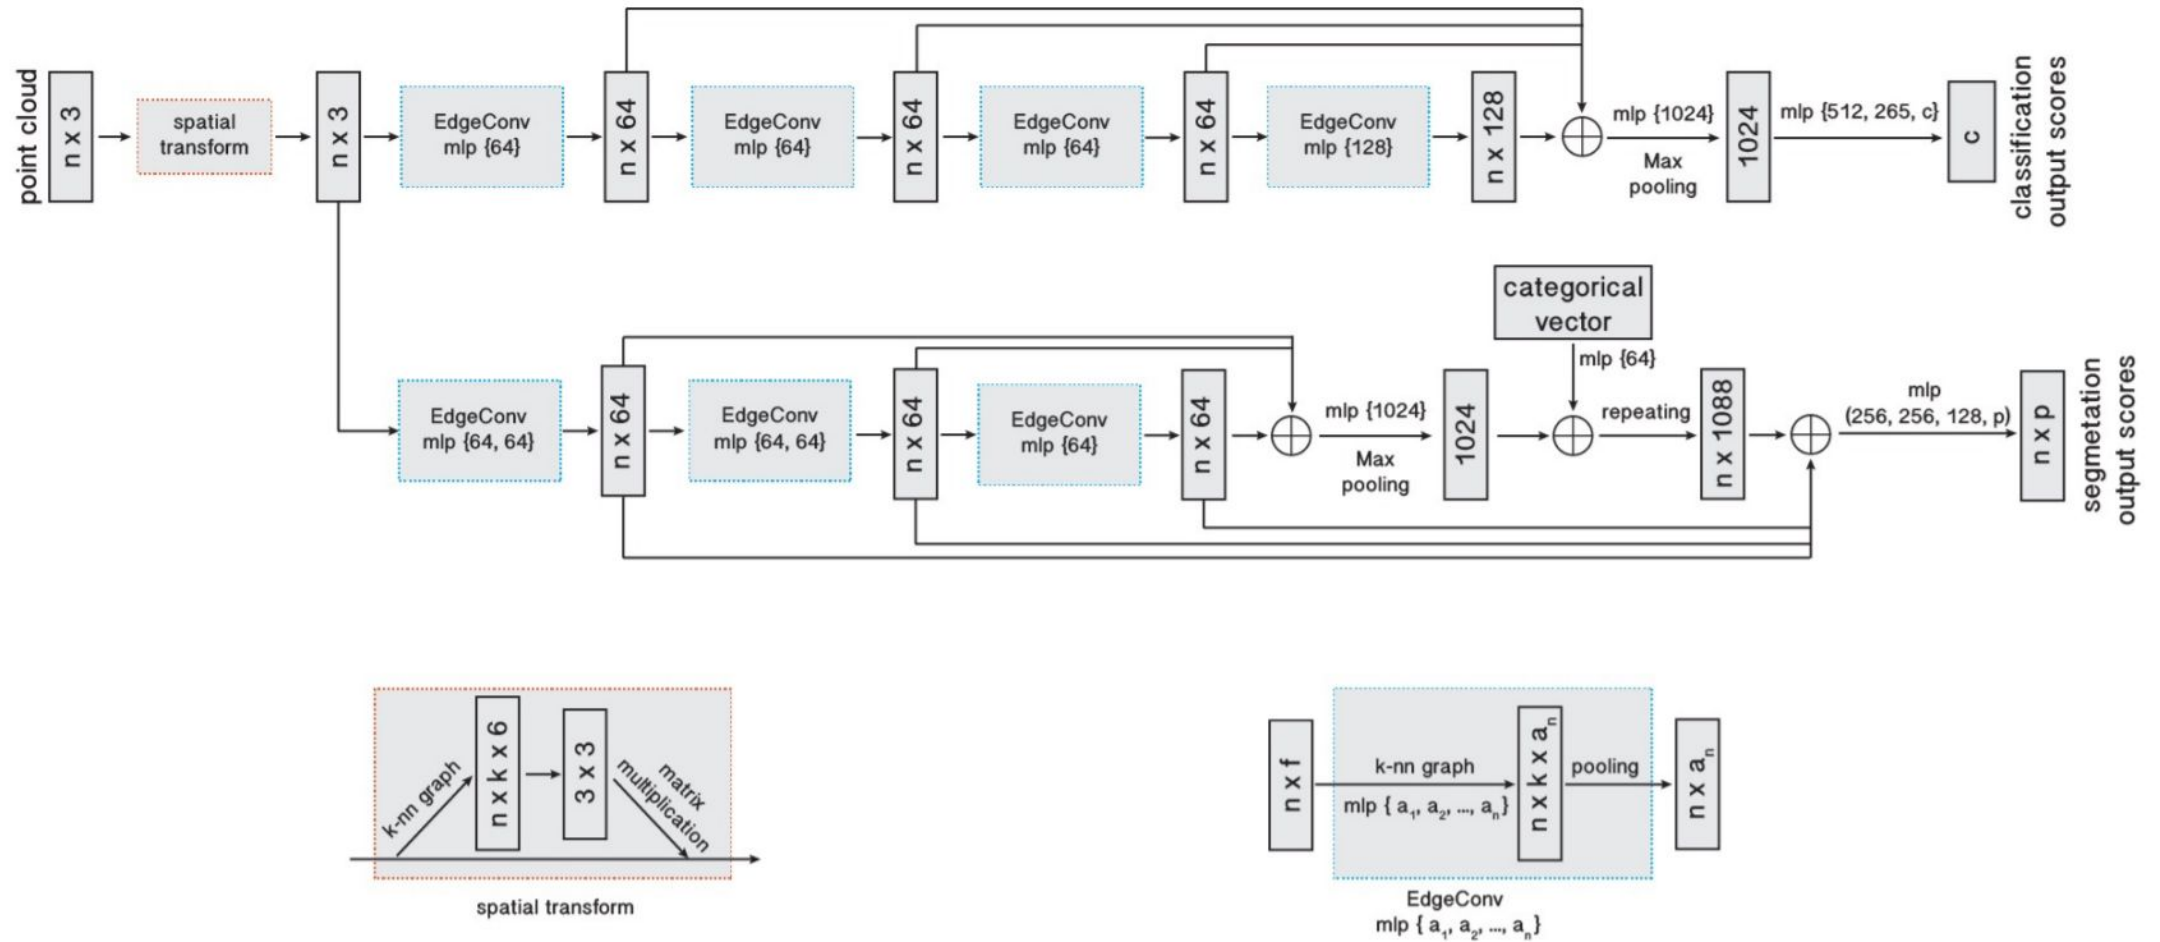 point cloud
n x 3
spatial
transform
n x 3
EdgeConv
mlp {64}
n x 64
EdgeConv
mlp {64}
n x 64
EdgeConv
mlp {64}
n x 64
EdgeConv
mlp {128}
n x 128
mlp {1024}
Max
pooling
1024
mlp {512, 265, c}
c
classification
output scores
EdgeConv
mlp {64, 64}
n x 64
EdgeConv
mlp {64, 64}
n x 64
EdgeConv
mlp {64}
n x 64
mlp {1024}
Max
pooling
1024
categorical
vector
mlp {64}
repeating
n x 1088
mlp
(256, 256, 128, p)
n x p
segmetation
output scores
k-nn graph
n x k x 6
3 x 3
matrix
multiplication
spatial transform
n x f
k-nn graph
mlp { a₁, a₂, ..., aₙ}
n x k x aₙ
pooling
n x aₙ
EdgeConv
mlp { a₁, a₂, ..., aₙ}